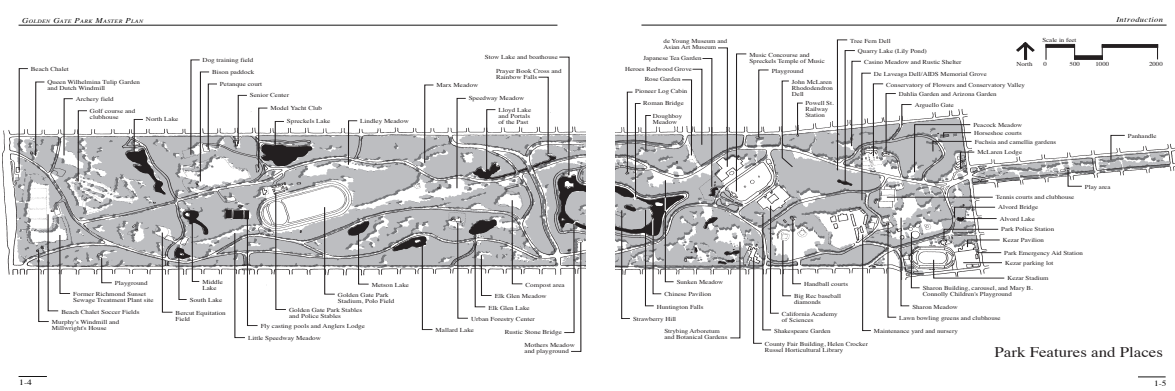 GOLDEN GATE PARK MASTER PLAN
Beach Chalet
Queen Wilhelmina Tulip Garden
and Dutch Windmill
Archery field
Golf course and
clubhouse
North Lake
Dog training field
Bison paddock
Petanque court
Senior Center
Model Yacht Club
Spreckels Lake
Lindley Meadow
Marx Meadow
Speedway Meadow
Lloyd Lake
and Portals
of the Past
Stow Lake and boathouse
Prayer Book Cross and
Rainbow Falls
Playground
Former Richmond Sunset
Sewage Treatment Plant site
Beach Chalet Soccer Fields
Murphy's Windmill and
Millwright's House
Bercut Equitation
Field
South Lake
Middle
Lake
Little Speedway Meadow
Fly casting pools and Anglers Lodge
Golden Gate Park Stables
and Police Stables
Golden Gate Park
Stadium, Polo Field
Metson Lake
Mallard Lake
Urban Forestry Center
Elk Glen Lake
Elk Glen Meadow
Compost area
Rustic Stone Bridge
Mothers Meadow
and playground
1-4
Introduction
de Young Museum and
Asian Art Museum
Japanese Tea Garden
Heroes Redwood Grove
Rose Garden
Pioneer Log Cabin
Roman Bridge
Doughboy
Meadow
Music Concourse and
Spreckels Temple of Music
Playground
John McLaren
Rhododendron
Dell
Powell St.
Railway
Station
Tree Fern Dell
Quarry Lake (Lily Pond)
Casino Meadow and Rustic Shelter
De Laveaga Dell/AIDS Memorial Grove
Conservatory of Flowers and Conservatory Valley
Dahlia Garden and Arizona Garden
Arguello Gate
North
Scale in feet
0 500 1000 2000
Peacock Meadow
Horseshoe courts
Fuchsia and camellia gardens
McLaren Lodge
Panhandle
Play area
Tennis courts and clubhouse
Alvord Bridge
Alvord Lake
Park Police Station
Kezar Pavilion
Park Emergency Aid Station
Kezar parking lot
Kezar Stadium
Sharon Building, carousel, and Mary B.
Connolly Children's Playground
Sharon Meadow
Lawn bowling greens and clubhouse
Maintenance yard and nursery
Handball courts
Big Rec baseball
diamonds
California Academy
of Sciences
Shakespeare Garden
County Fair Building, Helen Crocker
Russel Horticultural Library
Sunken Meadow
Chinese Pavilion
Huntington Falls
Strawberry Hill
Strybing Arboretum
and Botanical Gardens
Park Features and Places
1-5